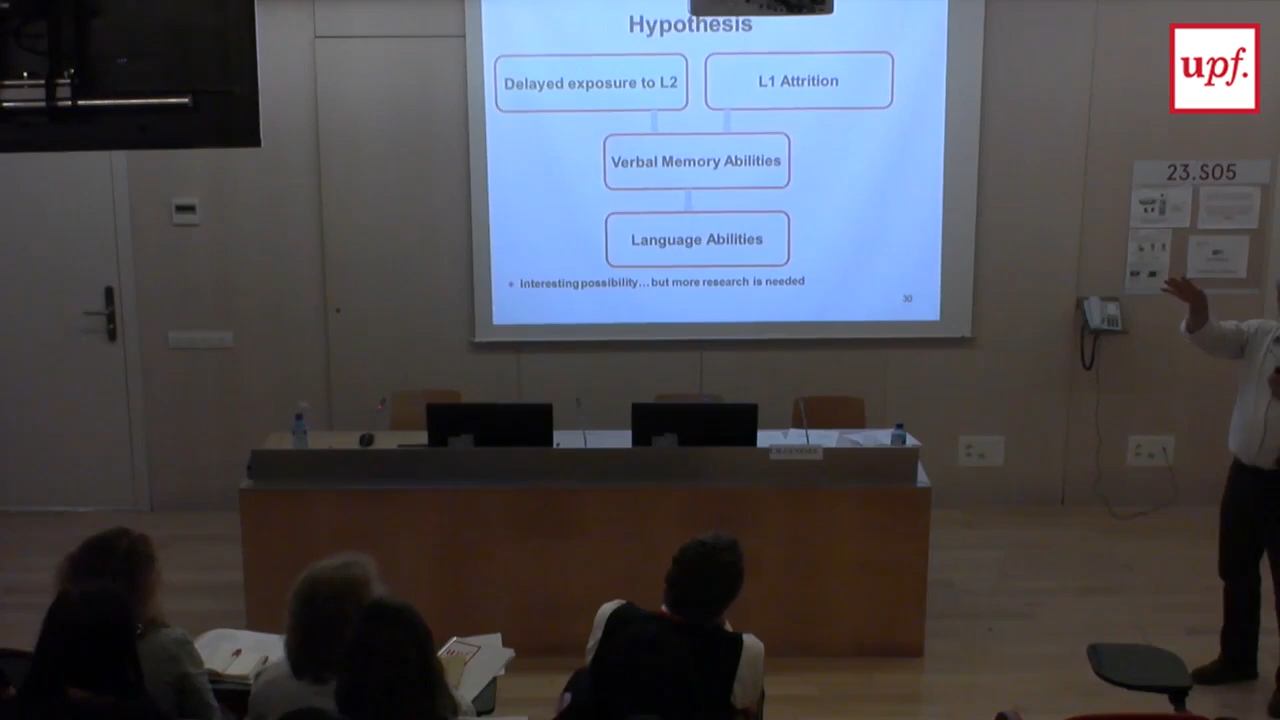 Hypothesis
Delayed exposure to L2
L1 Attrition
Verbal Memory Abilities
Language Abilities
Interesting possibility... but more research is needed
30
upf.
23.S05
upf.